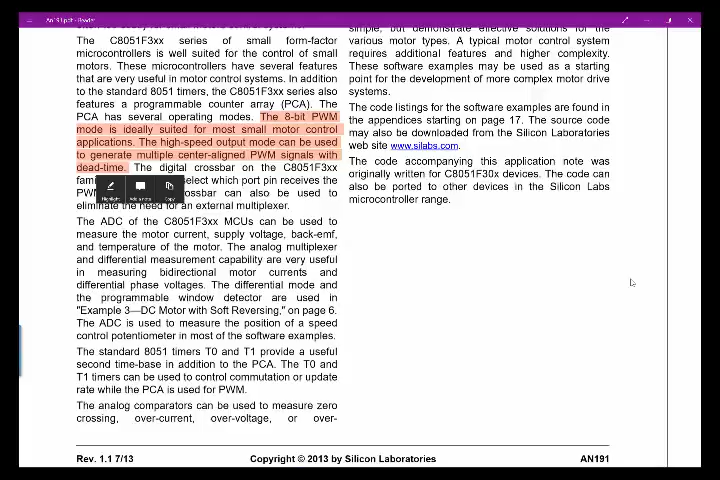 An191.pdf - Reader
The C8051F3xx series of small form-factor
microcontrollers is well suited for the control of small
motors. These microcontrollers have several features
that are very useful in motor control systems. In addition
to the standard 8051 timers, the C8051F3xx series also
features a programmable counter array (PCA). The
PCA has several operating modes. The 8-bit PWM
mode is ideally suited for most small motor control
applications. The high-speed output mode can be used
to generate multiple center-aligned PWM signals with
dead-time. The digital crossbar on the C8051F3xx
select which port pin receives the
crossbar can also be used to
eliminate the need for an external multiplexer.
Highlight Add a note Copy
The ADC of the C8051F3xx MCUs can be used to
measure the motor current, supply voltage, back-emf,
and temperature of the motor. The analog multiplexer
and differential measurement capability are very useful
in measuring bidirectional motor currents and
differential phase voltages. The differential mode and
the programmable window detector are used in
"Example 3—DC Motor with Soft Reversing," on page 6.
The ADC is used to measure the position of a speed
control potentiometer in most of the software examples.
The standard 8051 timers T0 and T1 provide a useful
second time-base in addition to the PCA. The T0 and
T1 timers can be used to control commutation or update
rate while the PCA is used for PWM.
The analog comparators can be used to measure zero
crossing, over-current, over-voltage, or over-
simple, but demonstrate effective solutions for the
various motor types. A typical motor control system
requires additional features and higher complexity.
These software examples may be used as a starting
point for the development of more complex motor drive
systems.
The code listings for the software examples are found in
the appendices starting on page 17. The source code
may also be downloaded from the Silicon Laboratories
web site www.silabs.com.
The code accompanying this application note was
originally written for C8051F30x devices. The code can
also be ported to other devices in the Silicon Labs
microcontroller range.
Rev. 1.1 7/13 Copyright © 2013 by Silicon Laboratories AN191